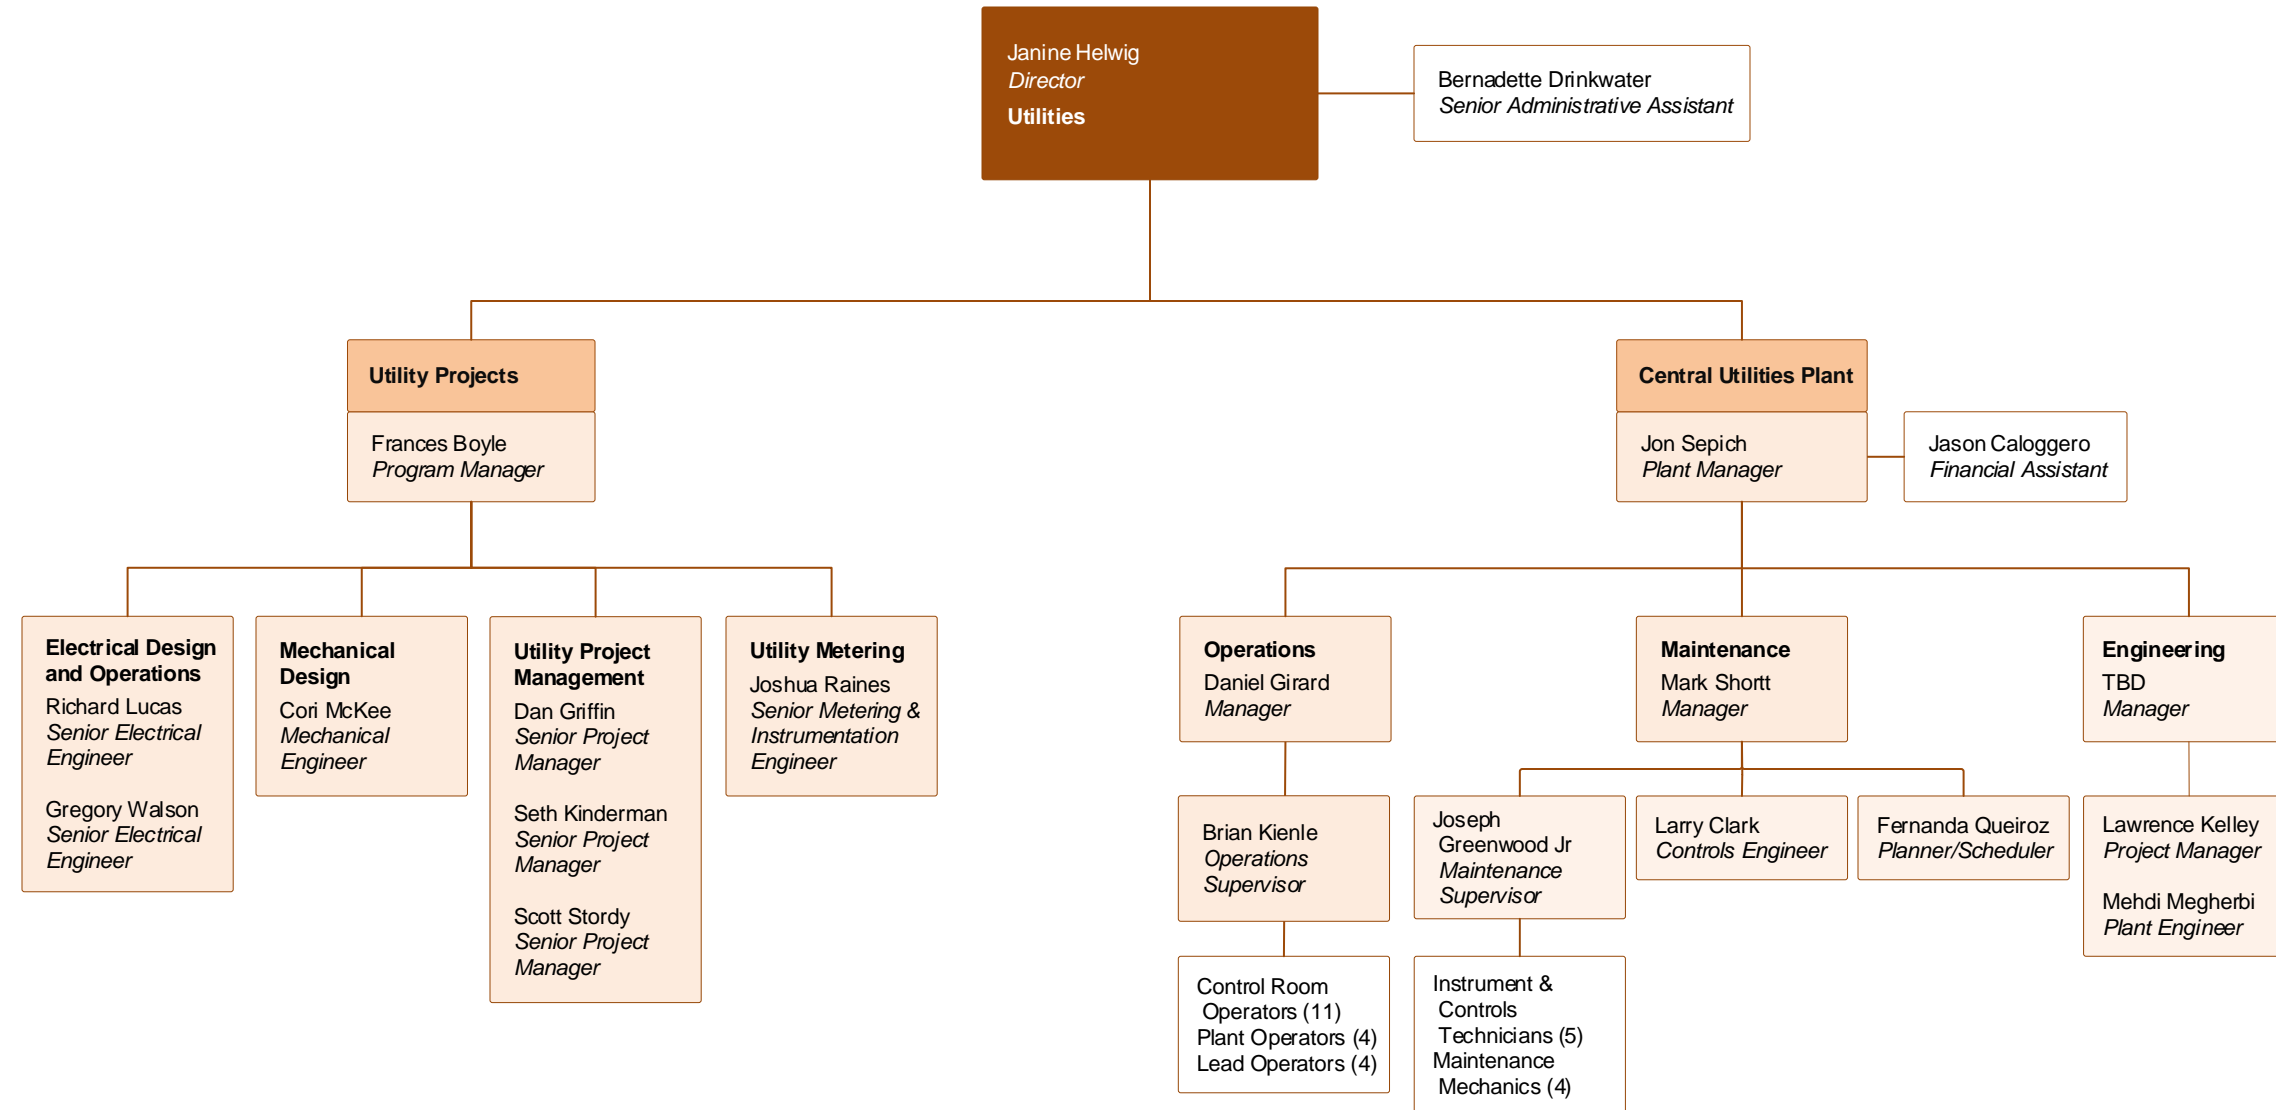 Janine Helwig
Director
Utilities
Bernadette Drinkwater
Senior Administrative Assistant
Utility Projects
Frances Boyle
Program Manager
Central Utilities Plant
Jon Sepich
Plant Manager
Jason Caloggero
Financial Assistant
Electrical Design
and Operations
Richard Lucas
Senior Electrical
Engineer
Gregory Walson
Senior Electrical
Engineer
Mechanical
Design
Cori McKee
Mechanical
Engineer
Utility Project
Management
Dan Griffin
Senior Project
Manager
Seth Kinderman
Senior Project
Manager
Scott Stordy
Senior Project
Manager
Utility Metering
Joshua Raines
Senior Metering &
Instrumentation
Engineer
Operations
Daniel Girard
Manager
Brian Kienle
Operations
Supervisor
Control Room
Operators (11)
Plant Operators (4)
Lead Operators (4)
Maintenance
Mark Shortt
Manager
Joseph
Greenwood Jr
Maintenance
Supervisor
Instrument &
Controls
Technicians (5)
Maintenance
Mechanics (4)
Larry Clark
Controls Engineer
Fernanda Queiroz
Planner/Scheduler
Engineering
TBD
Manager
Lawrence Kelley
Project Manager
Mehdi Megherbi
Plant Engineer